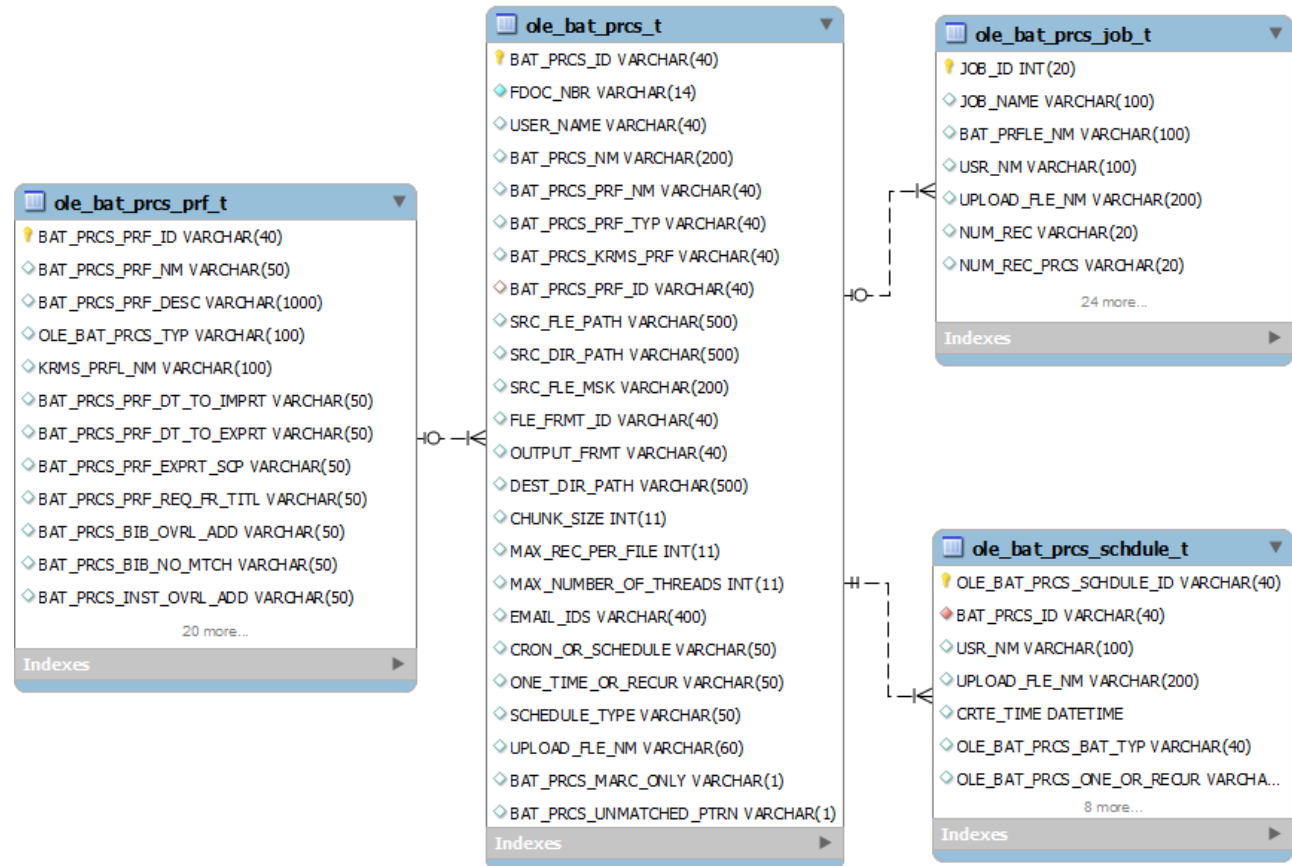 ole_bat_prcs_prf_t
BAT_PRCS_PRF_ID VARCHAR(40)
BAT_PRCS_PRF_NM VARCHAR(50)
BAT_PRCS_PRF_DESC VARCHAR(1000)
OLE_BAT_PRCS_TYP VARCHAR(100)
KRMS_PRFL_NM VARCHAR(100)
BAT_PRCS_PRF_DT_TO_IMPRT VARCHAR(50)
BAT_PRCS_PRF_DT_TO_EXPRT VARCHAR(50)
BAT_PRCS_PRF_EXPRT_SCP VARCHAR(50)
BAT_PRCS_PRF_REQ_FR_TITL VARCHAR(50)
BAT_PRCS_BIB_OVRL_ADD VARCHAR(50)
BAT_PRCS_BIB_NO_MTCH VARCHAR(50)
BAT_PRCS_INST_OVRL_ADD VARCHAR(50)
20 more...
Indexes
ole_bat_prcs_t
BAT_PRCS_ID VARCHAR(40)
FDOC_NBR VARCHAR(14)
USER_NAME VARCHAR(40)
BAT_PRCS_NM VARCHAR(200)
BAT_PRCS_PRF_NM VARCHAR(40)
BAT_PRCS_PRF_TYP VARCHAR(40)
BAT_PRCS_KRMS_PRF VARCHAR(40)
BAT_PRCS_PRF_ID VARCHAR(40)
SRC_FLE_PATH VARCHAR(500)
SRC_DIR_PATH VARCHAR(500)
SRC_FLE_MSK VARCHAR(200)
FLE_FRMT_ID VARCHAR(40)
OUTPUT_FRMT VARCHAR(40)
DEST_DIR_PATH VARCHAR(500)
CHUNK_SIZE INT(11)
MAX_REC_PER_FILE INT(11)
MAX_NUMBER_OF_THREADS INT(11)
EMAIL_IDS VARCHAR(400)
CRON_OR_SCHEDULE VARCHAR(50)
ONE_TIME_OR_RECUR VARCHAR(50)
SCHEDULE_TYPE VARCHAR(50)
UPLOAD_FLE_NM VARCHAR(60)
BAT_PRCS_MARC_ONLY VARCHAR(1)
BAT_PRCS_UNMATCHED_PTRN VARCHAR(1)
Indexes
ole_bat_prcs_job_t
JOB_ID INT(20)
JOB_NAME VARCHAR(100)
BAT_PRFLE_NM VARCHAR(100)
USR_NM VARCHAR(100)
UPLOAD_FLE_NM VARCHAR(200)
NUM_REC VARCHAR(20)
NUM_REC_PRCS VARCHAR(20)
24 more...
Indexes
ole_bat_prcs_schdule_t
OLE_BAT_PRCS_SCHDULE_ID VARCHAR(40)
BAT_PRCS_ID VARCHAR(40)
USR_NM VARCHAR(100)
UPLOAD_FLE_NM VARCHAR(200)
CRTE_TIME DATETIME
OLE_BAT_PRCS_BAT_TYP VARCHAR(40)
OLE_BAT_PRCS_ONE_OR_RECUR VARCHA...
8 more...
Indexes